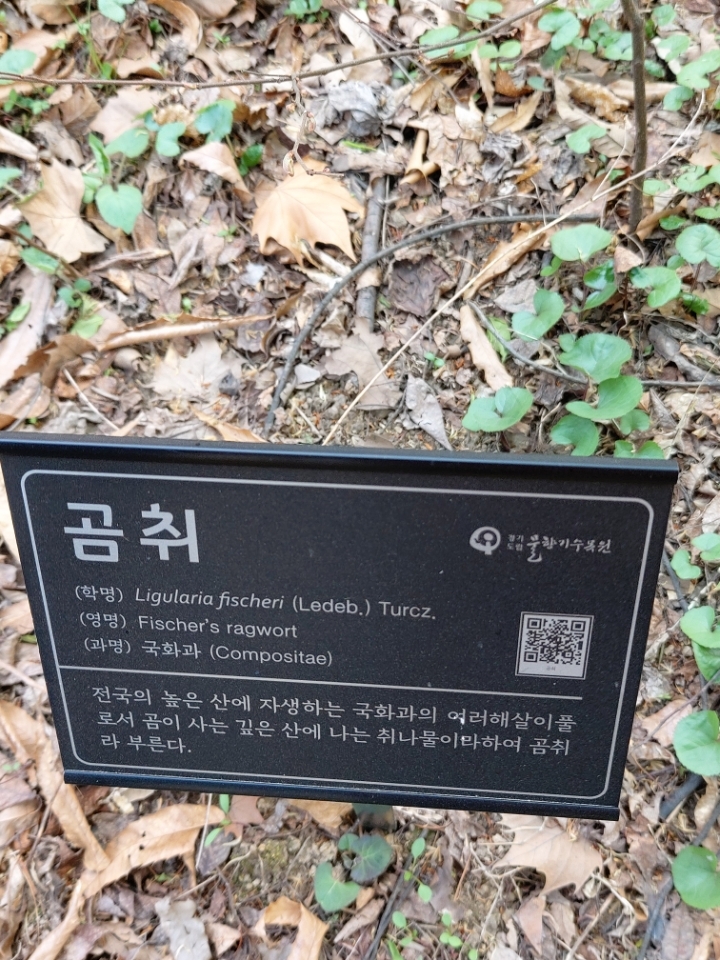 곰취
경기
도립 물향기수목원
(학명) Ligularia fischeri (Ledeb.) Turcz.
(영명) Fischer's ragwort
(과명) 국화과 (Compositae)
전국의 높은 산에 자생하는 국화과의 여러해살이풀
로서 곰이 사는 깊은 산에 나는 취나물이라하여 곰취
라 부른다.